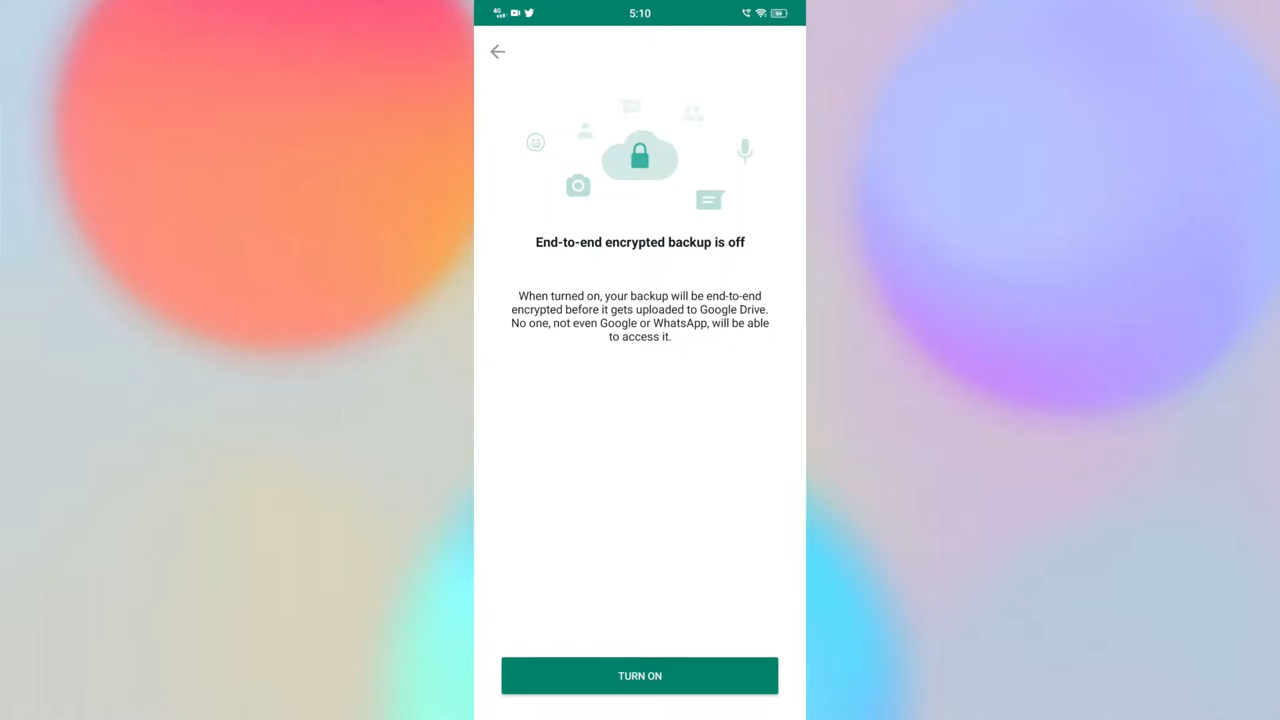 4G
5:10
64
End-to-end encrypted backup is off
When turned on, your backup will be end-to-end
encrypted before it gets uploaded to Google Drive.
No one, not even Google or WhatsApp, will be able
to access it.
TURN ON